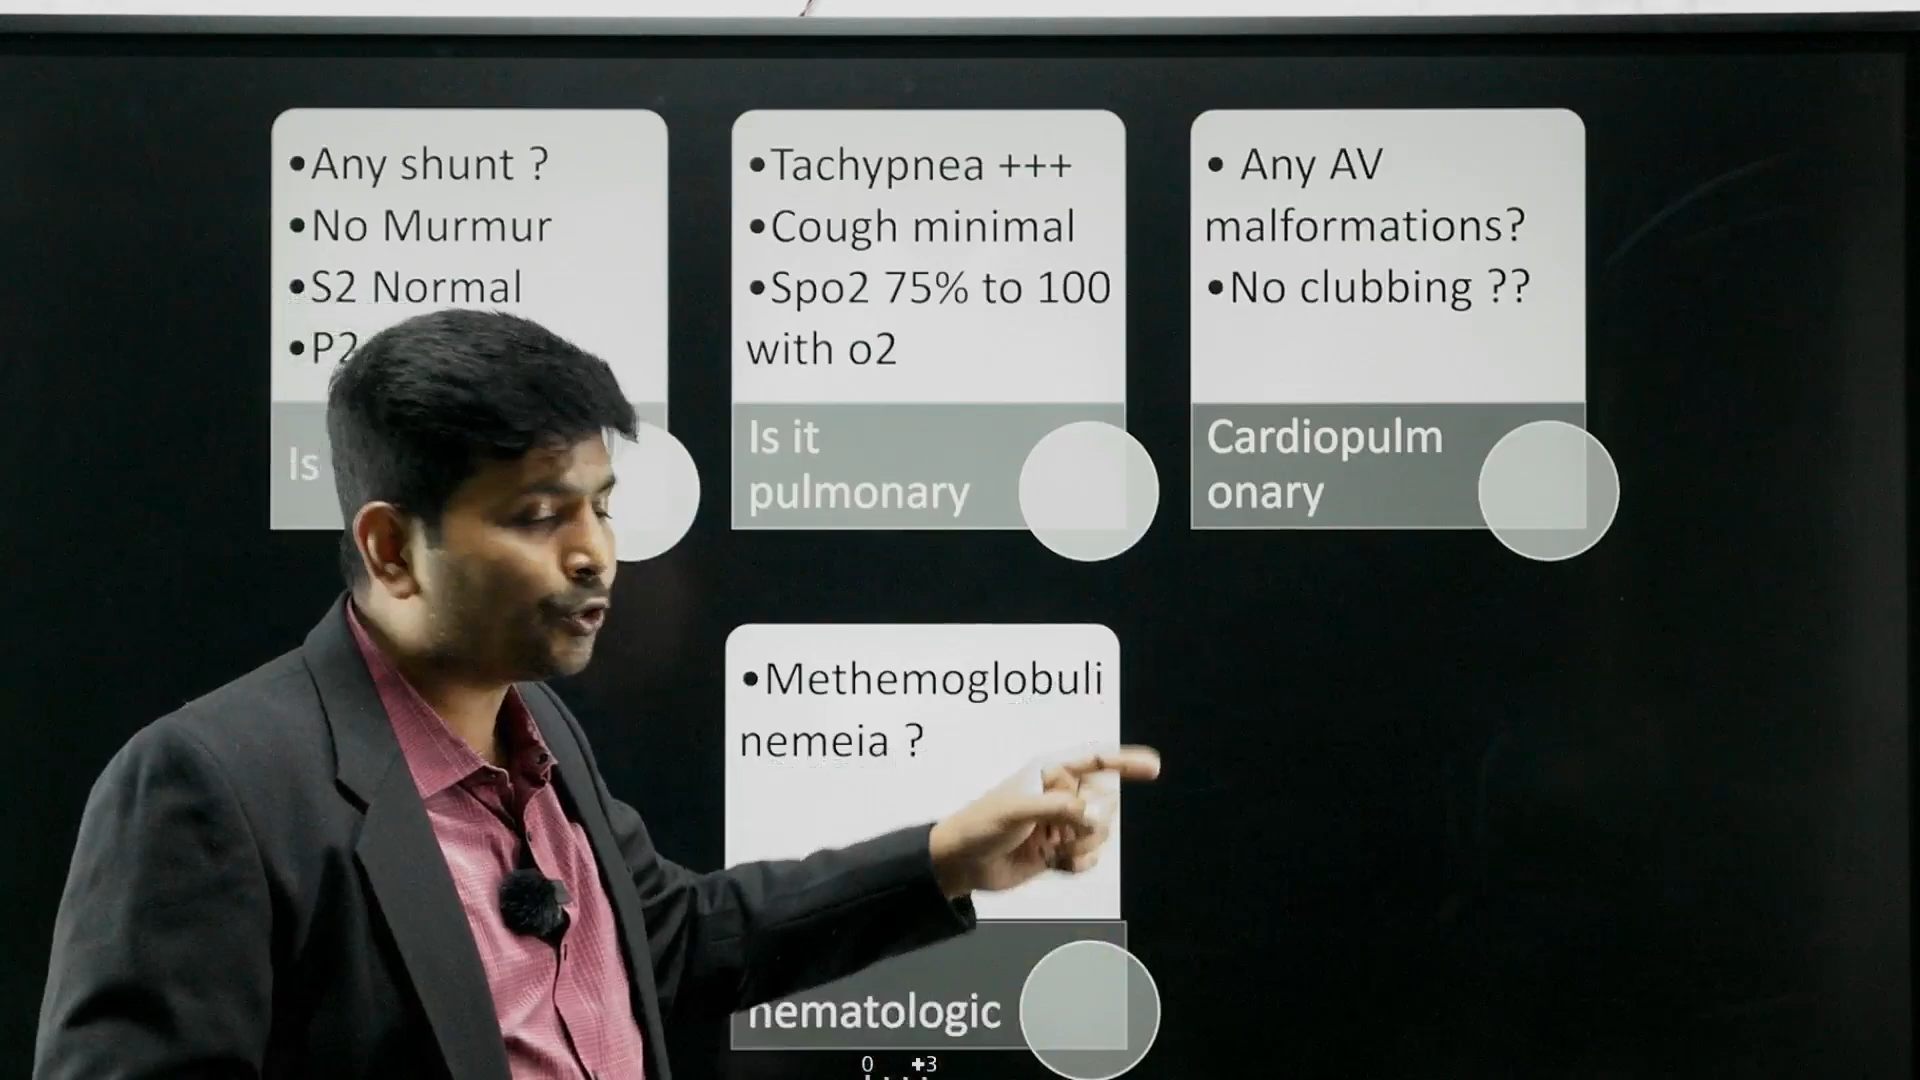 •Any shunt ?
•No Murmur
•S2 Normal
•P2
Is
•Tachypnea +++
•Cough minimal
•Spo2 75% to 100
with o2
Is it
pulmonary
• Any AV
malformations?
•No clubbing ??
Cardiopulm
onary
•Methemoglobuli
nemeia ?
hematologic
0 +3